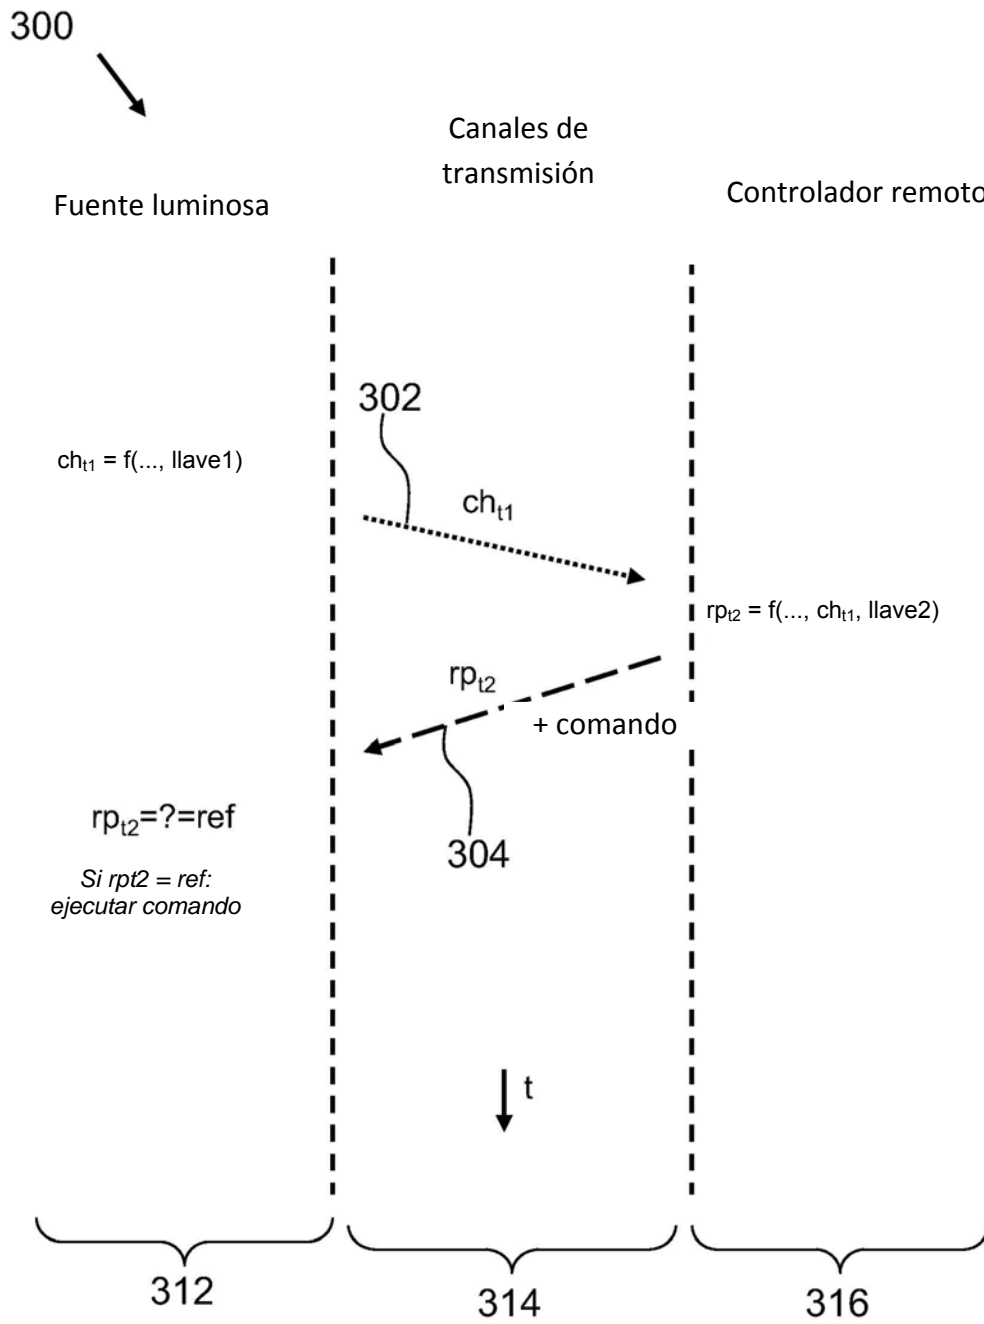 300
Canales de
transmisión
Fuente luminosa
Controlador remoto
302
ch_t1 = f(..., llave1)
ch_t1
rp_t2 = f(..., ch_t1, llave2)
rp_t2
+ comando
rp_t2=?=ref
304
Si rpt2 = ref:
ejecutar comando
t
312
314
316